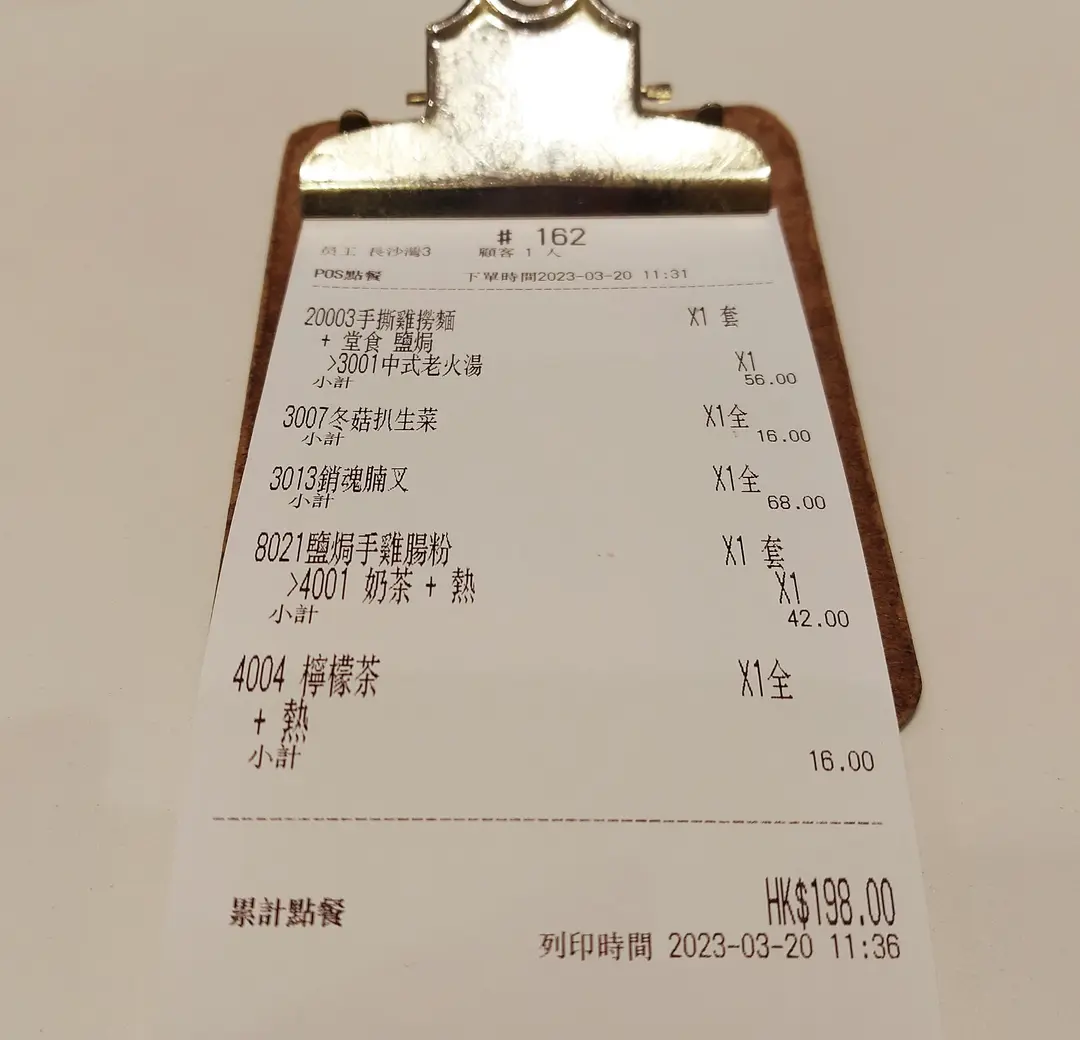 # 162
員工 長沙灣3 顧客 1 人
POS點餐 下單時間2023-03-20 11:31
20003手撕雞撈麵 X1 套
+ 堂食 鹽焗
>3001中式老火湯 X1
小計 56.00
3007冬菇扒生菜 X1全
小計 16.00
3013銷魂腩叉 X1全
小計 68.00
8021鹽焗手雞腸粉 X1 套
>4001 奶茶 + 熱 X1
小計 42.00
4004 檸檬茶 X1全
+ 熱
小計 16.00
累計點餐 HK$198.00
列印時間 2023-03-20 11:36